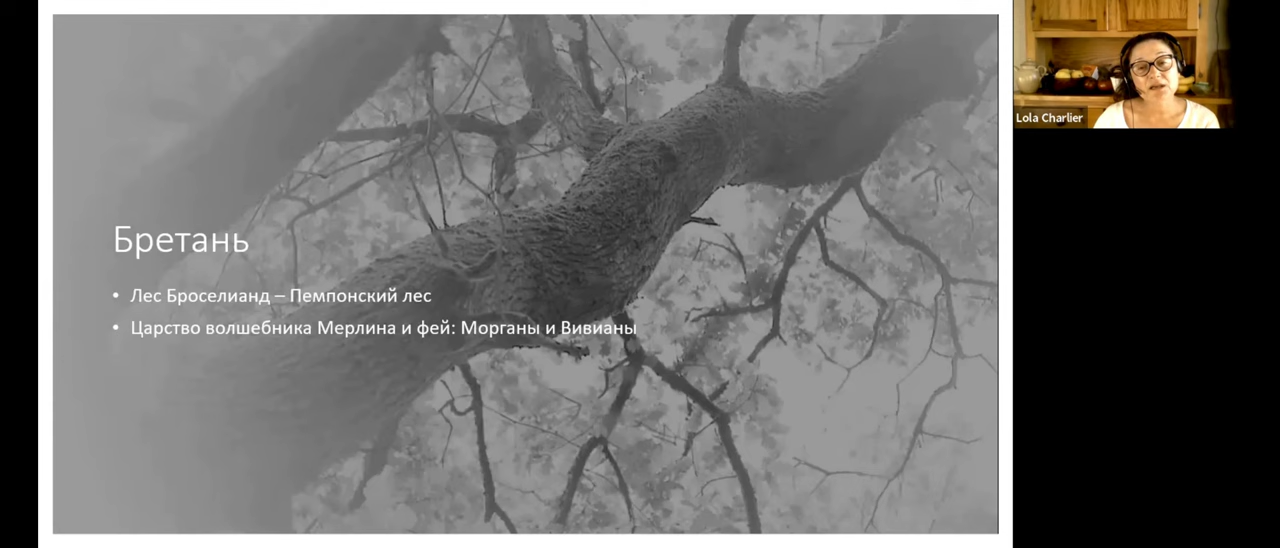 Бретань
• Лес Броселианд – Пемпонский лес
• Царство волшебника Мерлина и фей: Морганы и Вивианы
Lola Charlier